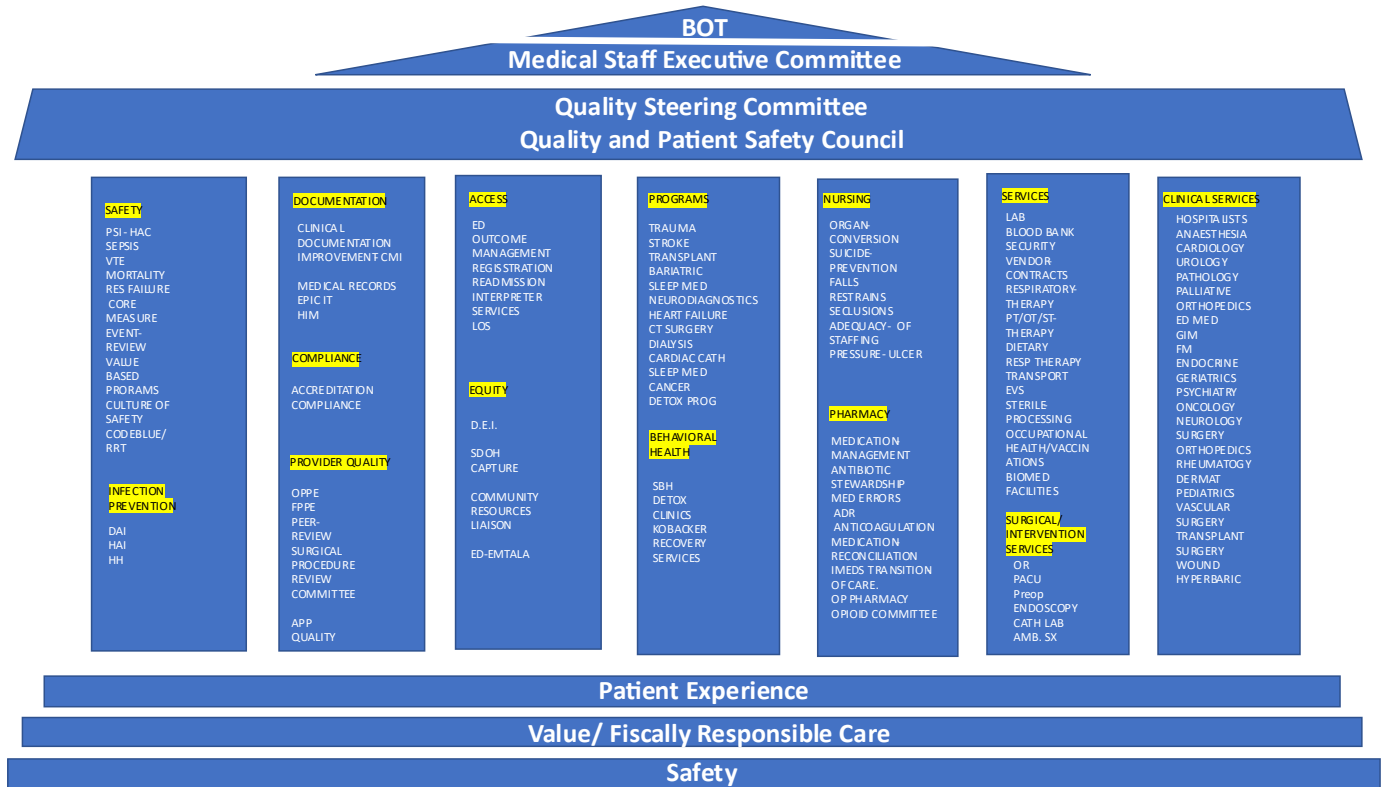 BOT
Medical Staff Executive Committee
Quality Steering Committee
Quality and Patient Safety Council
SAFETY
PSI- HAC
SEPSIS
VTE
MORTALITY
RES FAILURE
CORE
MEASURE
EVENT-
REVIEW
VALUE
BASED
PRORAMS
CULTURE OF
SAFETY
CODEBLUE/
RRT
INFECTION
PREVENTION
DAI
HAI
HH
DOCUMENTATION
CLINICAL
DOCUMENTATION
IMPROVEMENT-CMI
MEDICAL RECORDS
EPIC IT
HIM
COMPLIANCE
ACCREDITATION
COMPLIANCE
PROVIDER QUALITY
OPPE
FPPE
PEER-
REVIEW
SURGICAL
PROCEDURE
REVIEW
COMMITTEE
APP
QUALITY
ACCESS
ED
OUTCOME
MANAGEMENT
REGISSTRATION
READMISSION
INTERPRETER
SERVICES
LOS
EQUITY
D.E.I.
SDOH
CAPTURE
COMMUNITY
RESOURCES
LIAISON
ED-EMTALA
PROGRAMS
TRAUMA
STROKE
TRANSPLANT
BARIATRIC
SLEEP MED
NEURODIAGNOSTICS
HEART FAILURE
CT SURGERY
DIALYSIS
CARDIAC CATH
SLEEP MED
CANCER
DETOX PROG
BEHAVIORAL
HEALTH
SBH
DETOX
CLINICS
KOBACKER
RECOVERY
SERVICES
NURSING
ORGAN-
CONVERSION
SUICIDE-
PREVENTION
FALLS
RESTRAINS
SECLUSIONS
ADEQUACY- OF
STAFFING
PRESSURE- ULCER
PHARMACY
MEDICATION-
MANAGEMENT
ANTIBIOTIC
STEWARDSHIP
MED ERRORS
ADR
ANTICOAGULATION
MEDICATION-
RECONCILIATION
IMEDS TRANSITION-
OF CARE.
OP PHARMACY
OPIOID COMMITTEE
SERVICES
LAB
BLOOD BANK
SECURITY
VENDOR-
CONTRACTS
RESPIRATORY-
THERAPY
PT/OT/ST-
THERAPY
DIETARY
RESP THERAPY
TRANSPORT
EVS
STERILE-
PROCESSING
OCCUPATIONAL
HEALTH/VACCIN
ATIONS
BIOMED
FACILITIES
SURGICAL/
INTERVENTION
SERVICES
OR
PACU
Preop
ENDOSCOPY
CATH LAB
AMB. SX
CLINICAL SERVICES
HOSPITALISTS
ANAESTHESIA
CARDIOLOGY
UROLOGY
PATHOLOGY
PALLIATIVE
ORTHOPEDICS
ED MED
GIM
FM
ENDOCRINE
GERIATRICS
PSYCHIATRY
ONCOLOGY
NEUROLOGY
SURGERY
ORTHOPEDICS
RHEUMATOGY
DERMAT
PEDIATRICS
VASCULAR
SURGERY
TRANSPLANT
SURGERY
WOUND
HYPERBARIC
Patient Experience
Value/ Fiscally Responsible Care
Safety